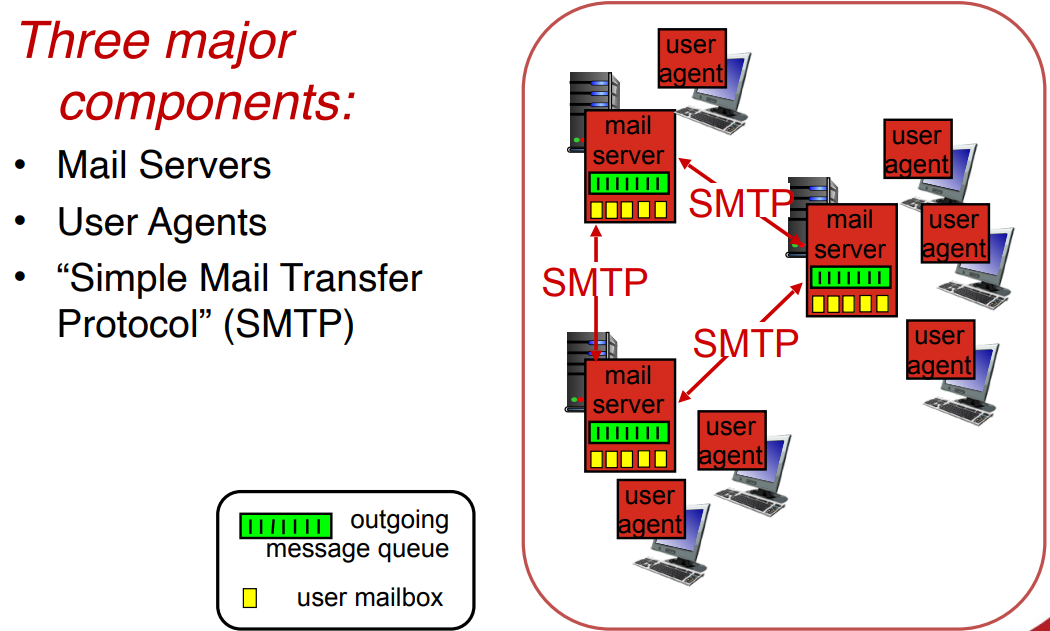 Three major
components:
• Mail Servers
• User Agents
• “Simple Mail Transfer
Protocol” (SMTP)
outgoing
message queue
user mailbox
user
agent
mail
server
SMTP
user
agent
mail
server
user
agent
SMTP
SMTP
user
agent
mail
server
user
agent
user
agent